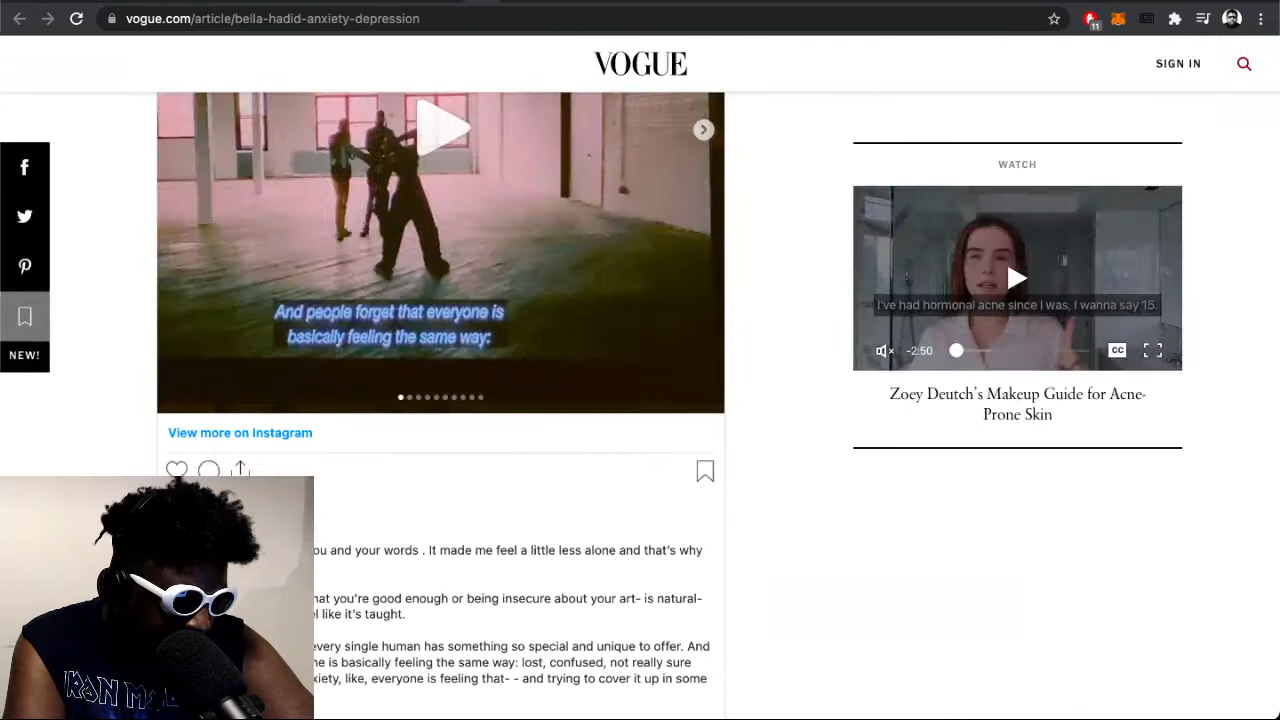 vogue.com/article/bella-hadid-anxiety-depression
11
VOGUE
SIGN IN
NEW!
And people forget that everyone is
basically feeling the same way:
View more on Instagram
WATCH
I've had hormonal acne since I was, I wanna say 15.
-2:50
CC
Zoey Deutch's Makeup Guide for Acne-
Prone Skin
ou and your words . It made me feel a little less alone and that's why
hat you're good enough or being insecure about your art- is natural-
l like it's taught.
every single human has something so special and unique to offer. And
ne is basically feeling the same way: lost, confused, not really sure
xiety, like, everyone is feeling that- - and trying to cover it up in some
IRON M